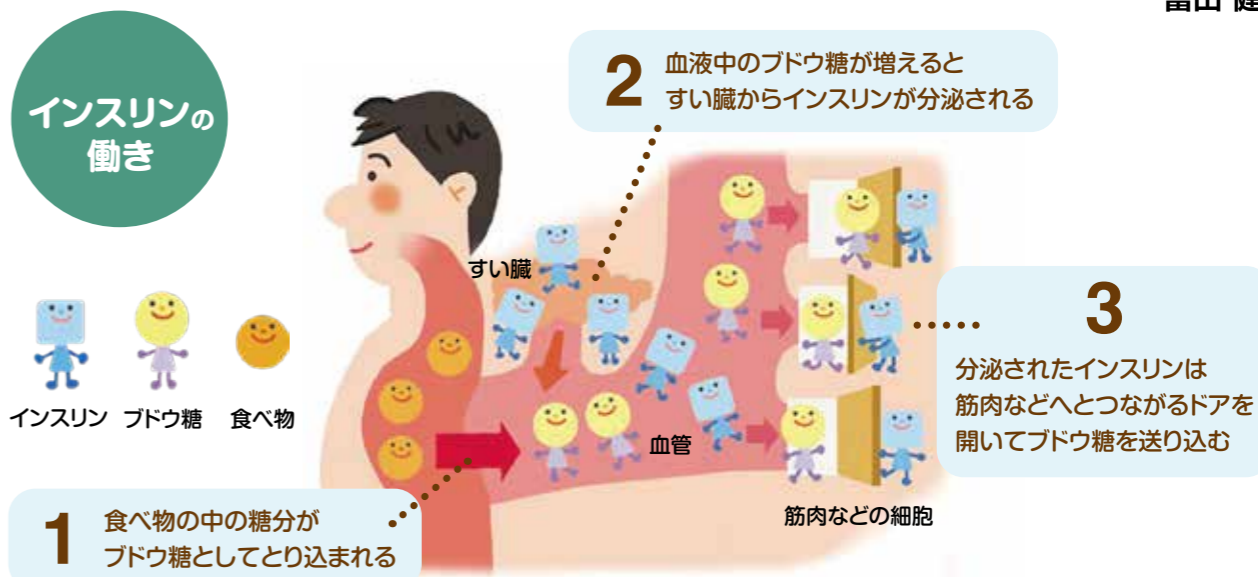 インスリンの
働き
2
血液中のブドウ糖が増えると
すい臓からインスリンが分泌される
すい臓
インスリン
ブドウ糖
食べ物
血管
3
分泌されたインスリンは
筋肉などへとつながるドアを
開いてブドウ糖を送り込む
筋肉などの細胞
1
食べ物の中の糖分が
ブドウ糖としてとり込まれる